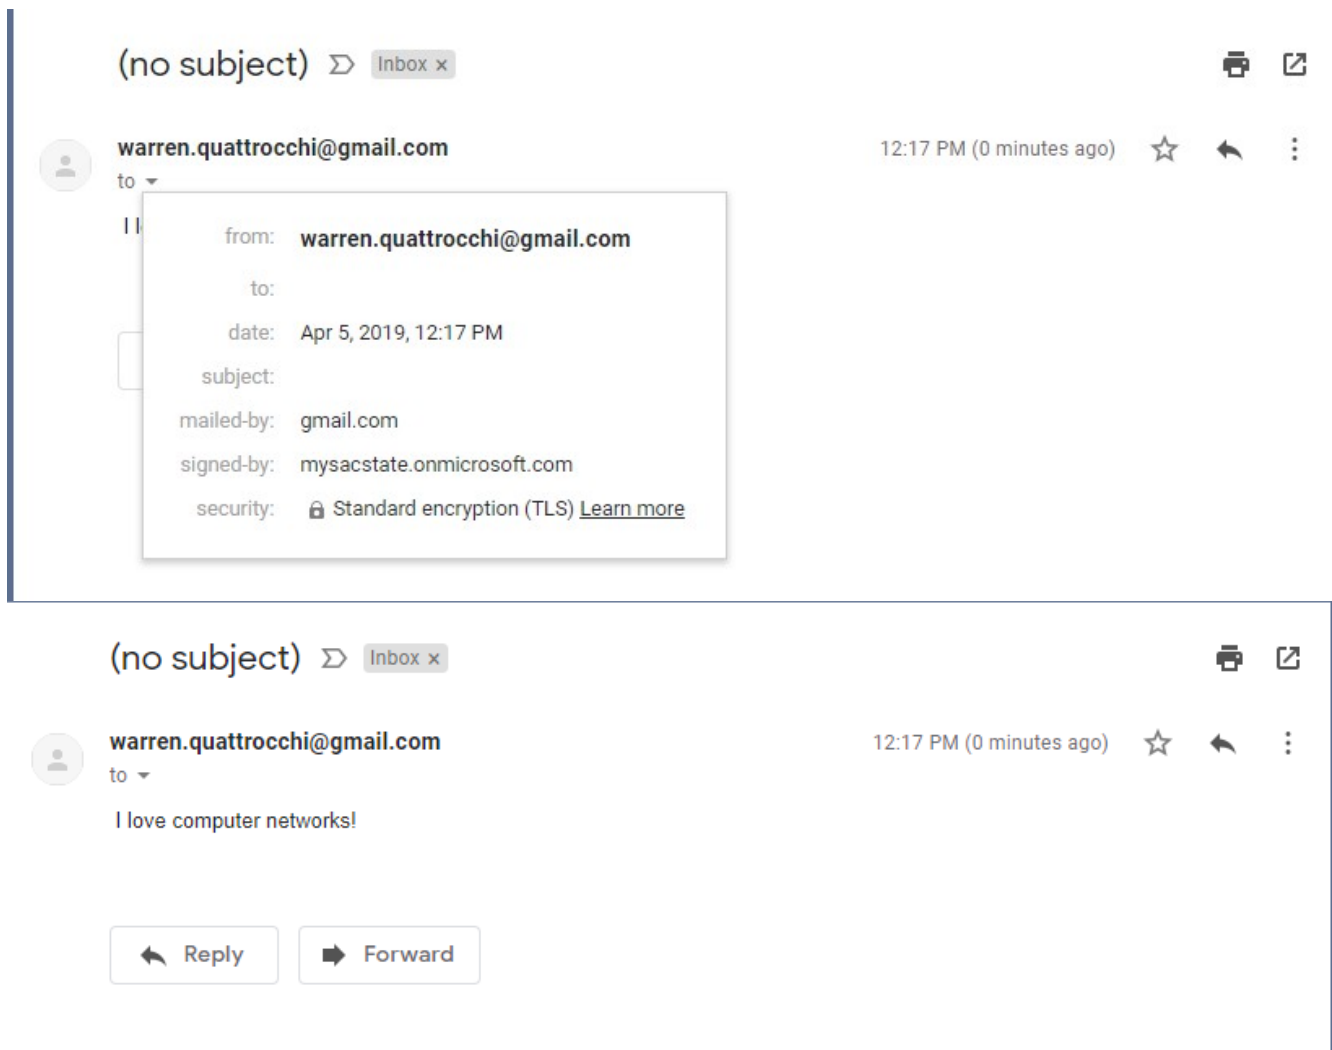 (no subject) Inbox x
warren.quattrocchi@gmail.com 12:17 PM (0 minutes ago)
to
I l
from: warren.quattrocchi@gmail.com
to:
date: Apr 5, 2019, 12:17 PM
subject:
mailed-by: gmail.com
signed-by: mysacstate.onmicrosoft.com
security: Standard encryption (TLS) Learn more
(no subject) Inbox x
warren.quattrocchi@gmail.com 12:17 PM (0 minutes ago)
to
I love computer networks!
Reply Forward